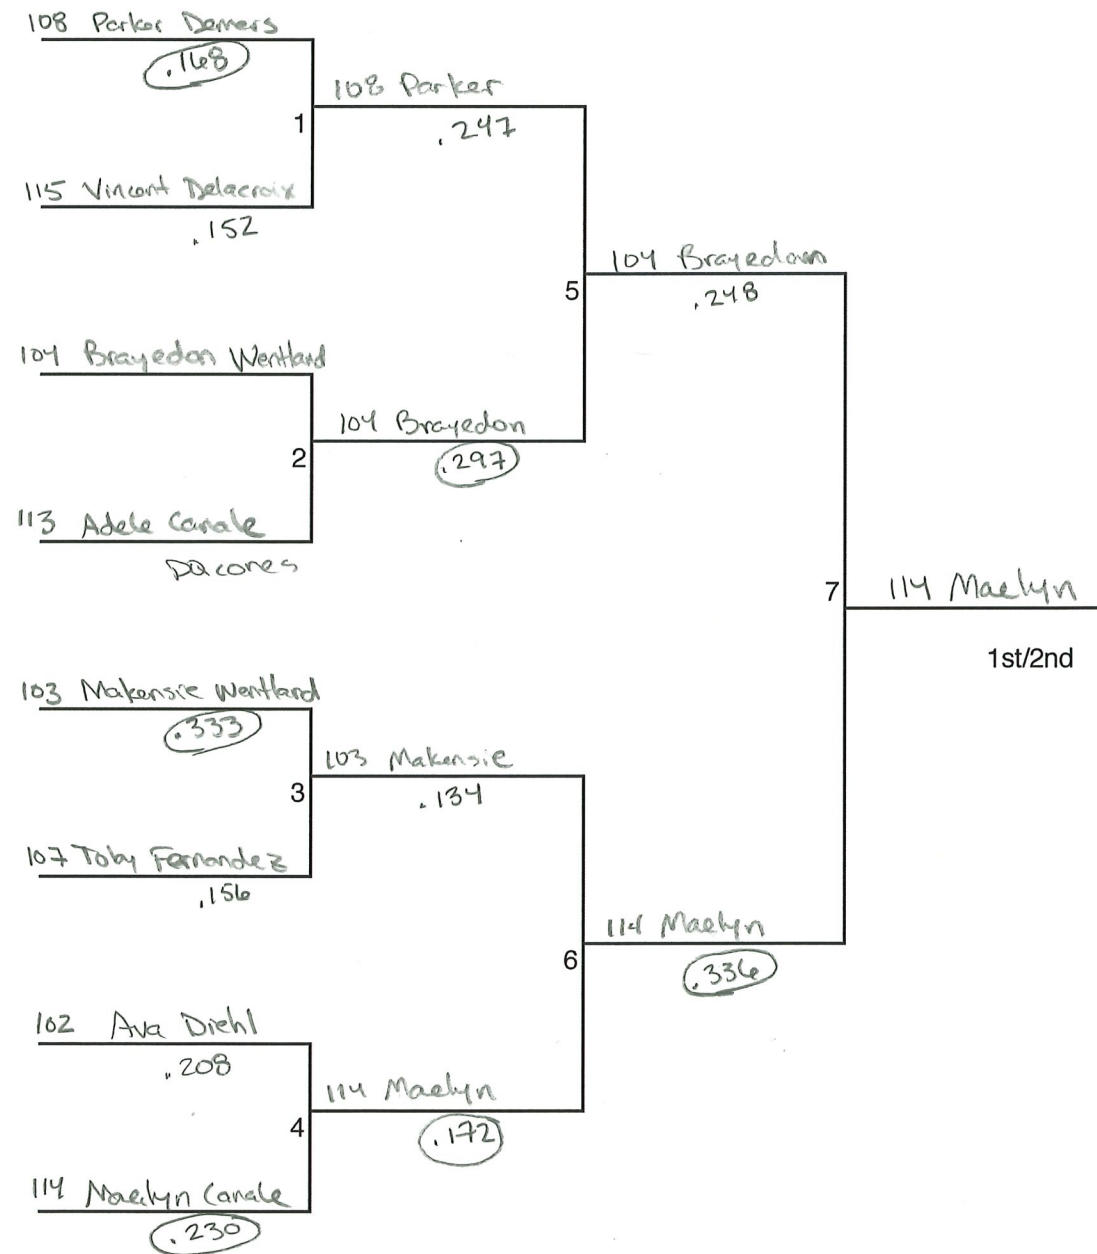 108 Parker Demers
.168
108 Parker
1
.247
115 Vincent Delacroix
.152
104 Brayedon
5
.248
104 Brayedon Wentland
104 Brayedon
2
.297
113 Adele Canale
DQ cones
7
114 Maelyn
1st/2nd
103 Makensie Wentland
.333
103 Makensie
3
.134
107 Toby Fernandez
.156
114 Maelyn
6
.336
102 Ava Diehl
.208
114 Maelyn
4
.172
114 Maelyn Canale
.230